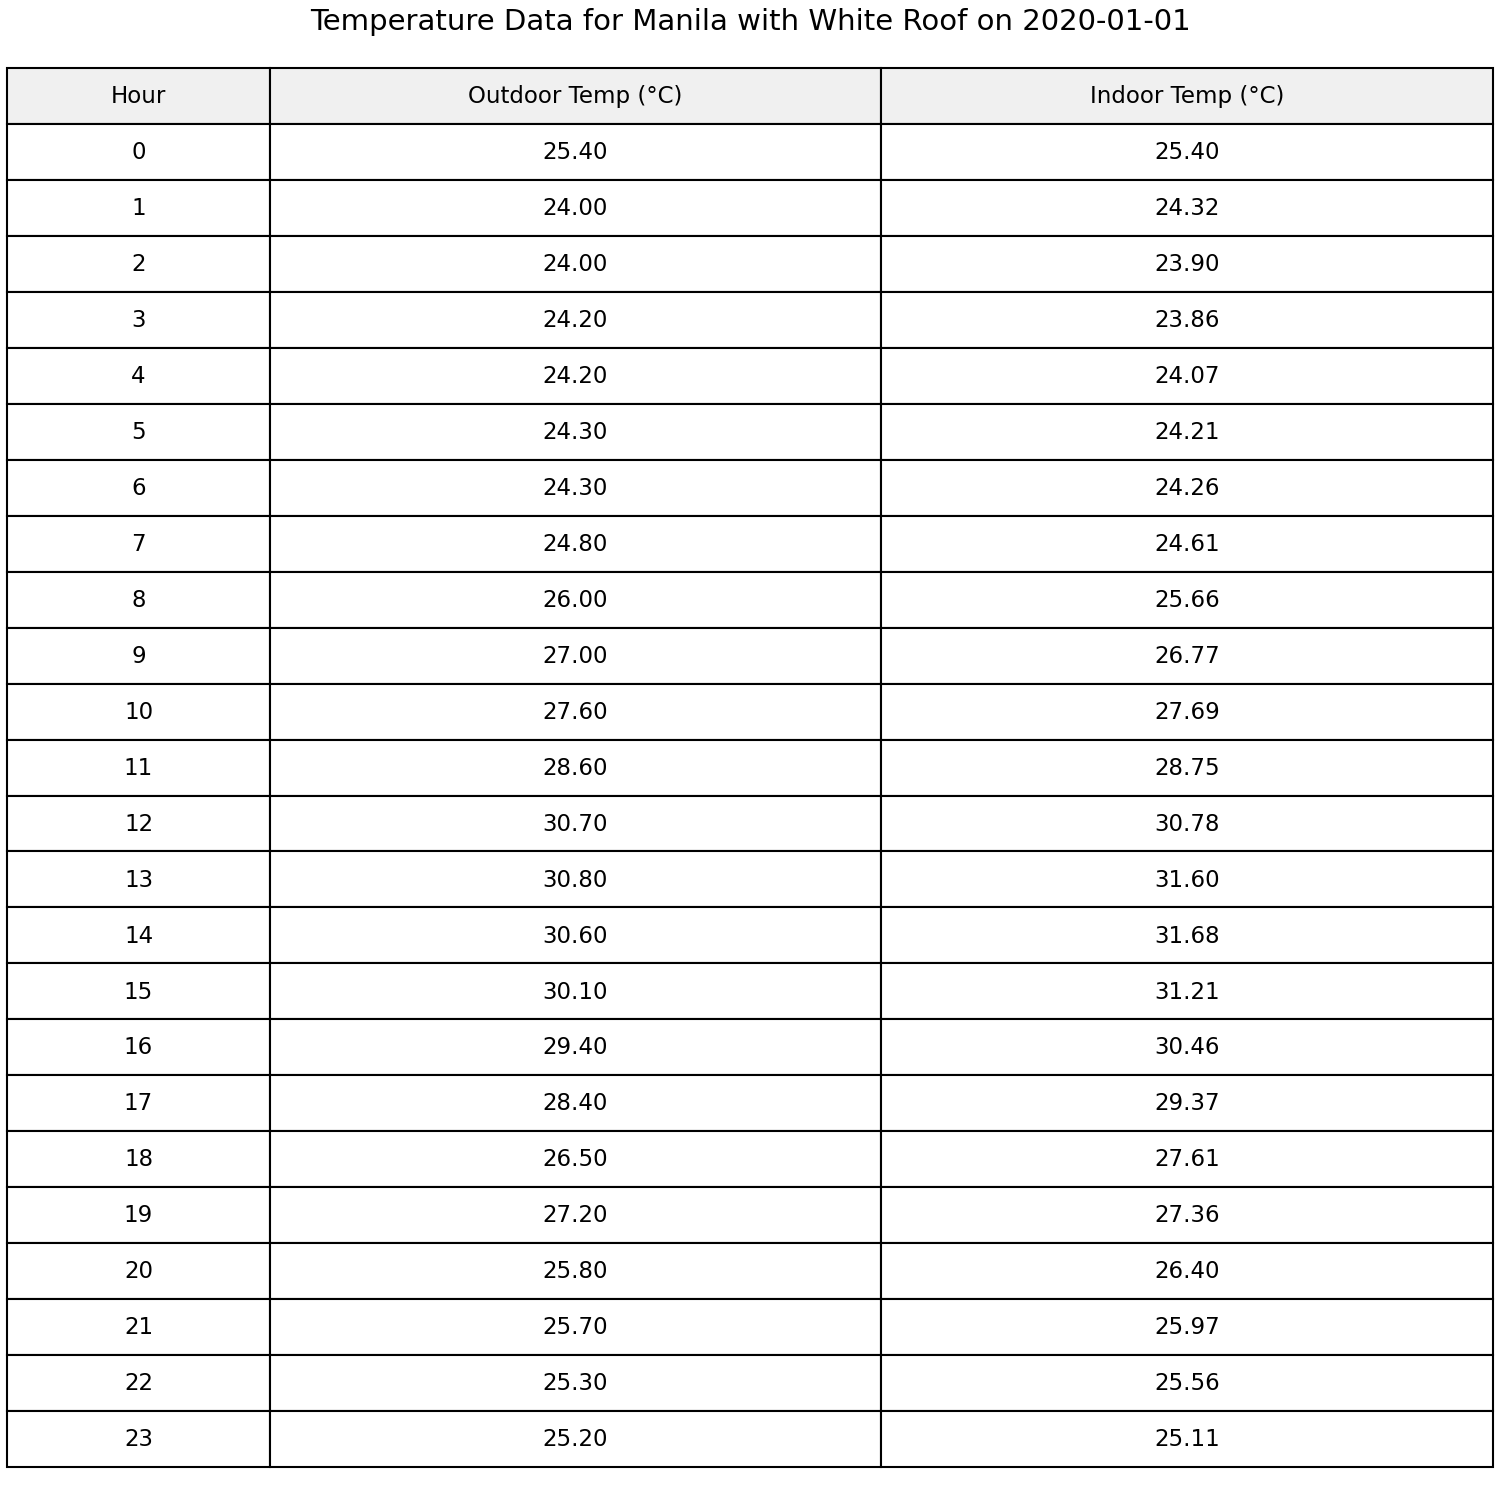 Temperature Data for Manila with White Roof on 2020-01-01
Hour Outdoor Temp (°C) Indoor Temp (°C)
0 25.40 25.40
1 24.00 24.32
2 24.00 23.90
3 24.20 23.86
4 24.20 24.07
5 24.30 24.21
6 24.30 24.26
7 24.80 24.61
8 26.00 25.66
9 27.00 26.77
10 27.60 27.69
11 28.60 28.75
12 30.70 30.78
13 30.80 31.60
14 30.60 31.68
15 30.10 31.21
16 29.40 30.46
17 28.40 29.37
18 26.50 27.61
19 27.20 27.36
20 25.80 26.40
21 25.70 25.97
22 25.30 25.56
23 25.20 25.11